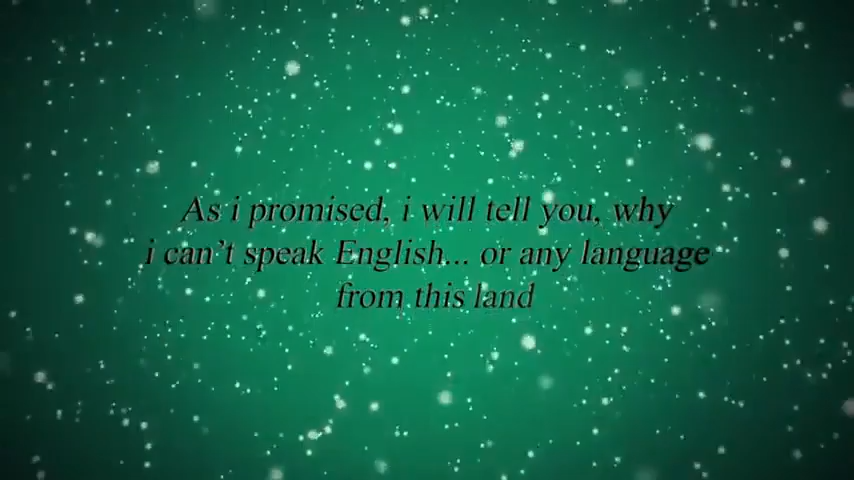 As i promised, i will tell you, why
i can't speak English... or any language
from this land